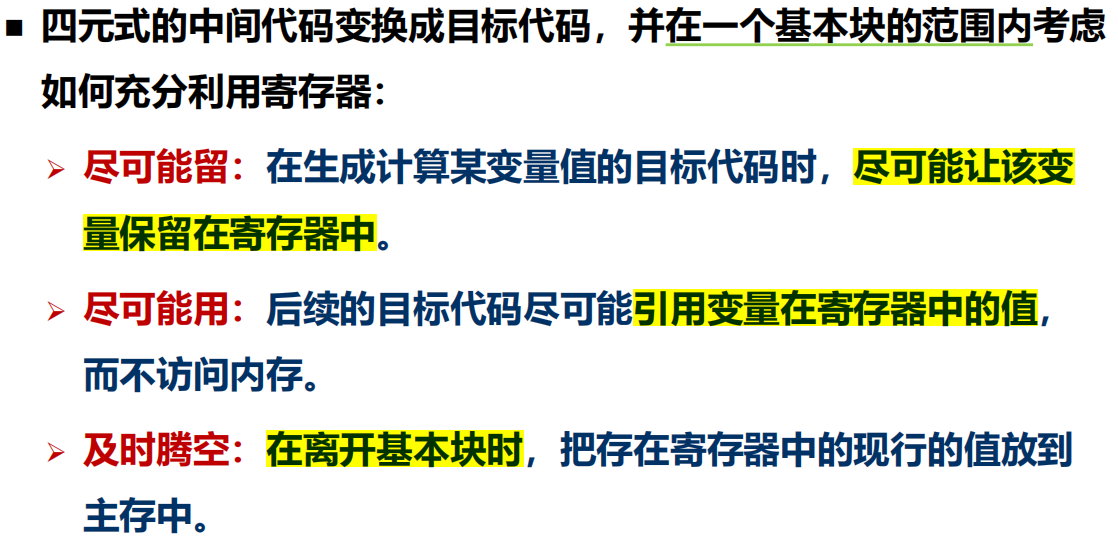 ■ 四元式的中间代码变换成目标代码，并在一个基本块的范围内考虑
如何充分利用寄存器：
➢ 尽可能留：在生成计算某变量值的目标代码时，尽可能让该变
量保留在寄存器中。
➢ 尽可能用：后续的目标代码尽可能引用变量在寄存器中的值，
而不访问内存。
➢ 及时腾空：在离开基本块时，把存在寄存器中的现行的值放到
主存中。